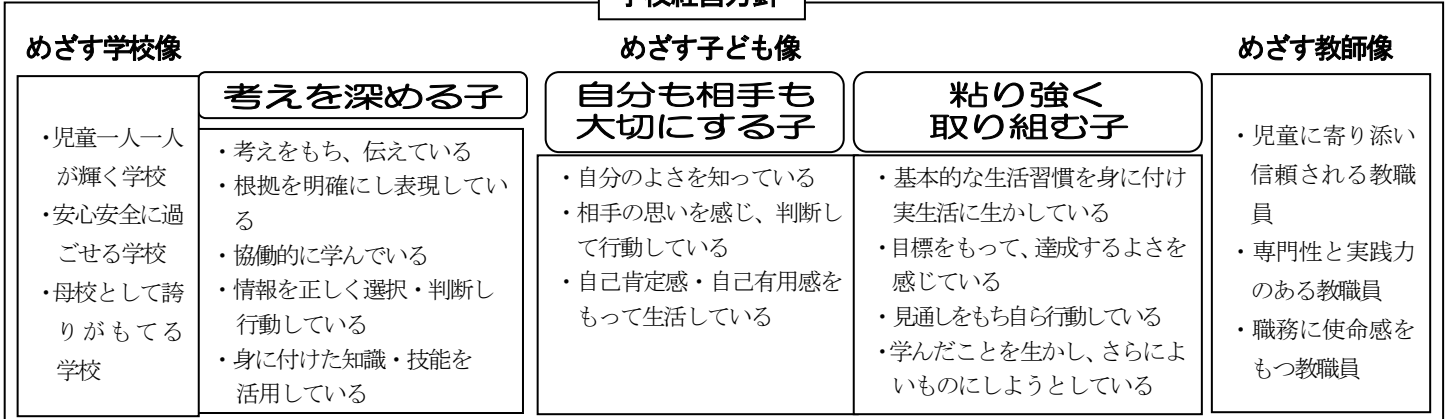 学校経営方針
めざす学校像
・児童一人一人
が輝く学校
・安心安全に過
ごせる学校
・母校として誇
りがもてる
学校
めざす子ども像
考えを深める子
・考えをもち、伝えている
・根拠を明確にし表現してい
る
・協働的に学んでいる
・情報を正しく選択・判断し
行動している
・身に付けた知識・技能を
活用している
自分も相手も
大切にする子
・自分のよさを知っている
・相手の思いを感じ、判断し
て行動している
・自己肯定感・自己有用感を
もって生活している
粘り強く
取り組む子
・基本的な生活習慣を身に付け
実生活に生かしている
・目標をもって、達成するよさを
感じている
・見通しをもち自ら行動している
・学んだことを生かし、さらによ
いものにしようとしている
めざす教師像
・児童に寄り添い
信頼される教職
員
・専門性と実践力
のある教職員
・職務に使命感を
もつ教職員